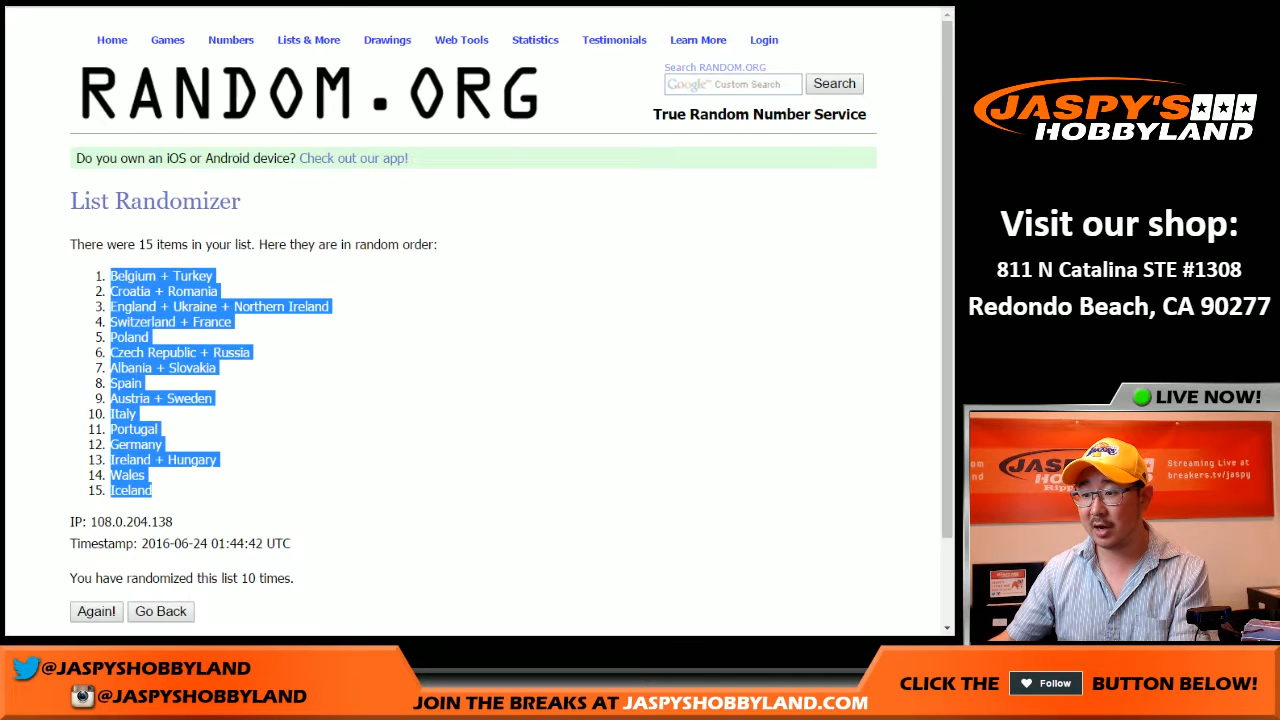 Home Games Numbers Lists & More Drawings Web Tools Statistics Testimonials Learn More Login
RANDOM.ORG
Search RANDOM.ORG
Google™ Custom Search Search
True Random Number Service
Do you own an iOS or Android device? Check out our app!
List Randomizer
There were 15 items in your list. Here they are in random order:
1. Belgium + Turkey
2. Croatia + Romania
3. England + Ukraine + Northern Ireland
4. Switzerland + France
5. Poland
6. Czech Republic + Russia
7. Albania + Slovakia
8. Spain
9. Austria + Sweden
10. Italy
11. Portugal
12. Germany
13. Ireland + Hungary
14. Wales
15. Iceland
IP: 108.0.204.138
Timestamp: 2016-06-24 01:44:42 UTC
You have randomized this list 10 times.
Again! Go Back
JASPY'S
HOBBYLAND
Visit our shop:
811 N Catalina STE #1308
Redondo Beach, CA 90277
LIVE NOW!
Streaming Live at
breakers.tv/jaspy
@JASPYSHOBBYLAND
@JASPYSHOBBYLAND
JOIN THE BREAKS AT JASPYSHOBBYLAND.COM
CLICK THE Follow BUTTON BELOW!